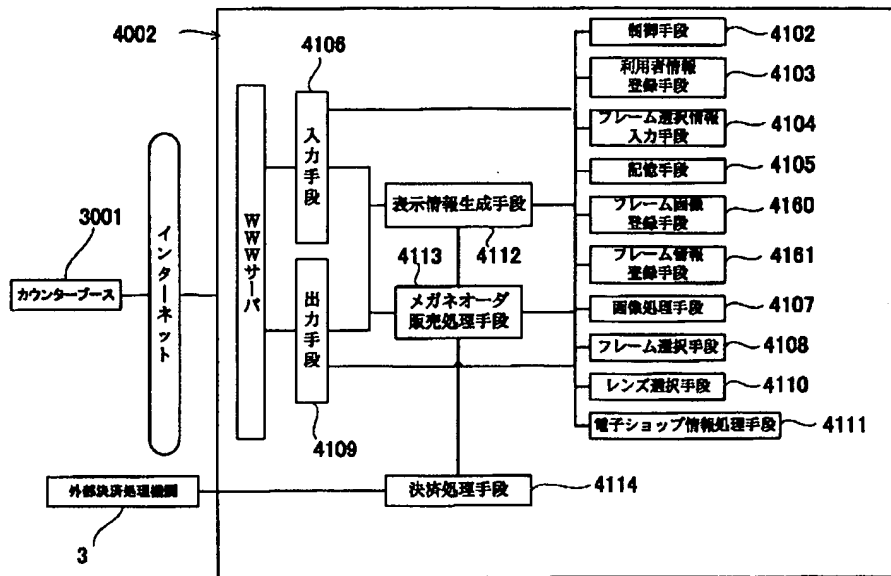 4002
4106
入力手段
WWWサーバ
インターネット
3001
カウンターブース
出力手段
4109
表示情報生成手段
4112
4113
メガネオーダ
販売処理手段
制御手段
4102
利用者情報
登録手段
4103
フレーム選択情報
入力手段
4104
記憶手段
4105
フレーム画像
登録手段
4160
フレーム情報
登録手段
4161
画像処理手段
4107
フレーム選択手段
4108
レンズ選択手段
4110
電子ショップ情報処理手段
4111
外部決済処理機関
3
決済処理手段
4114